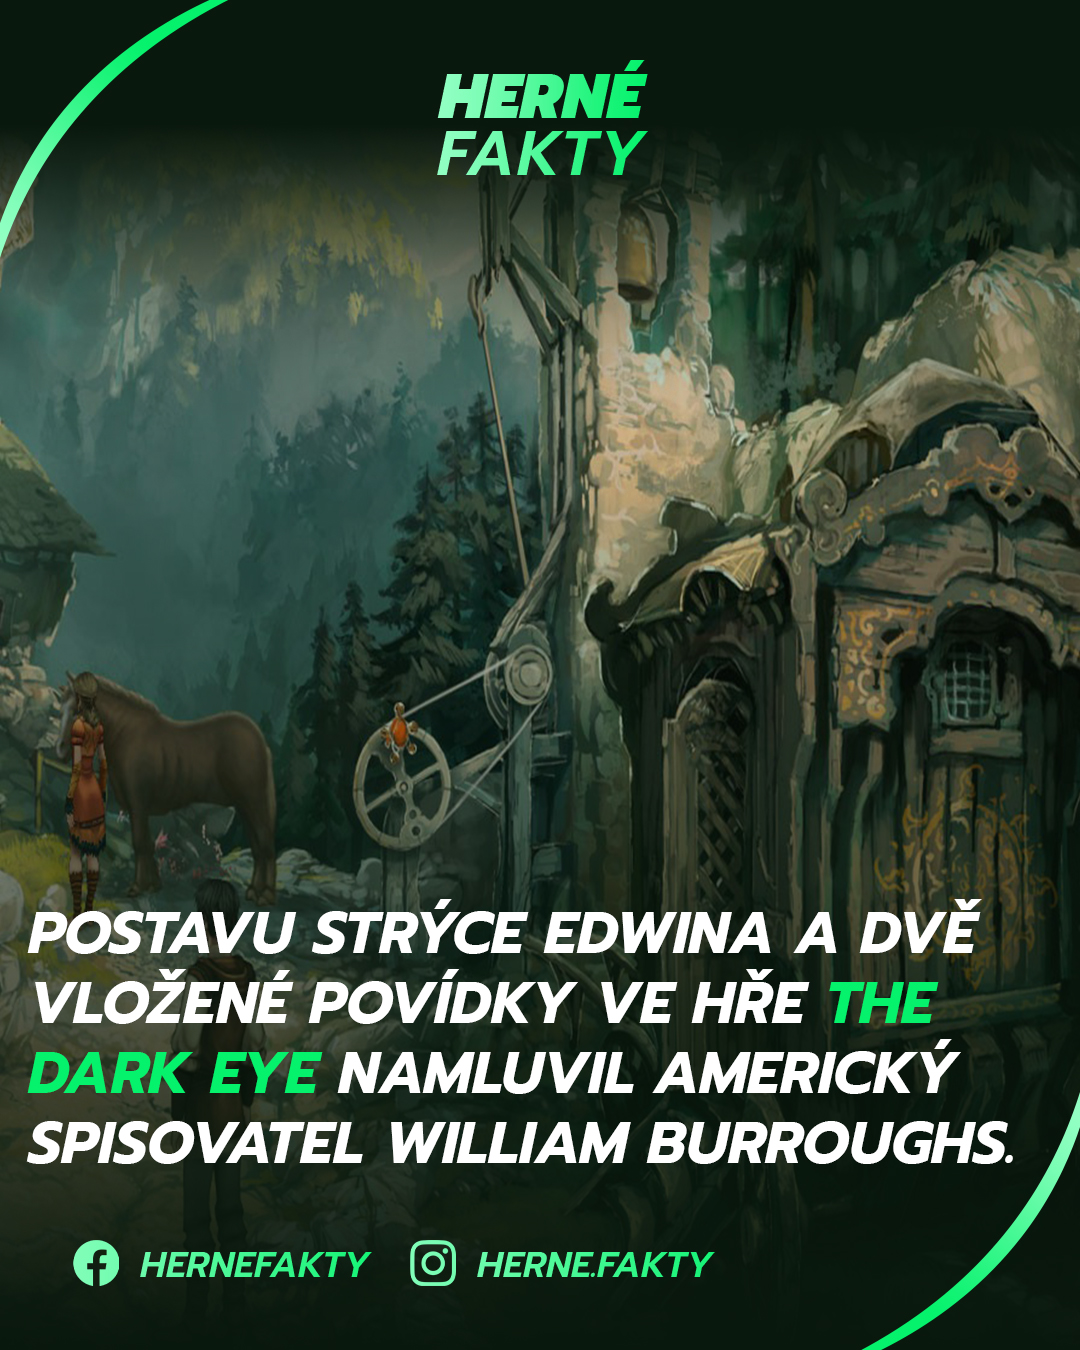 HERNÉ
FAKTY
POSTAVU STRÝCE EDWINA A DVĚ
VLOŽENÉ POVÍDKY VE HŘE THE
DARK EYE NAMLUVIL AMERICKÝ
SPISOVATEL WILLIAM BURROUGHS.
HERNEFAKTY HERNE.FAKTY